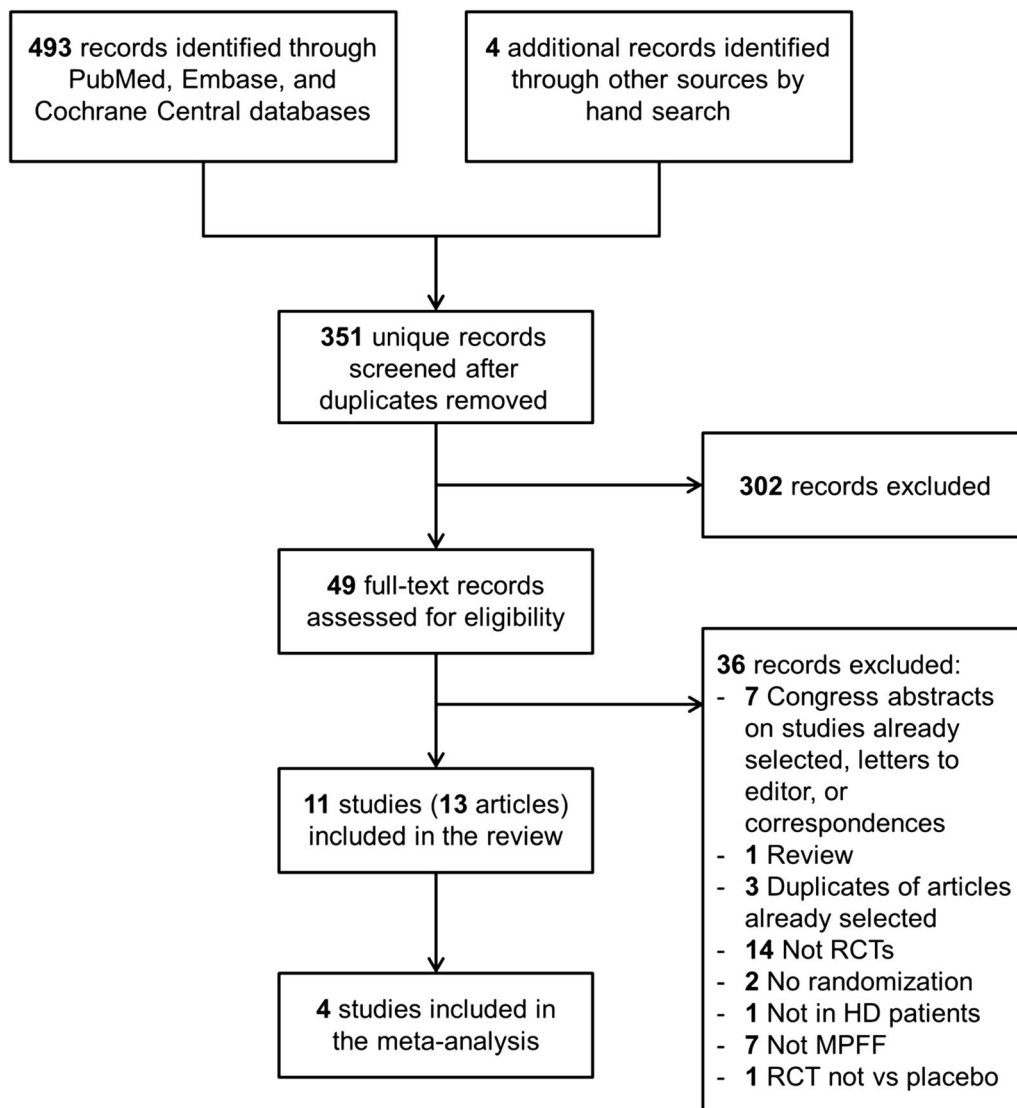 493 records identified through
PubMed, Embase, and
Cochrane Central databases
4 additional records identified
through other sources by
hand search
351 unique records
screened after
duplicates removed
302 records excluded
49 full-text records
assessed for eligibility
36 records excluded:
- 7 Congress abstracts
on studies already
selected, letters to
editor, or
correspondences
- 1 Review
- 3 Duplicates of articles
already selected
- 14 Not RCTs
- 2 No randomization
- 1 Not in HD patients
- 7 Not MPFF
- 1 RCT not vs placebo
11 studies (13 articles)
included in the review
4 studies included in
the meta-analysis